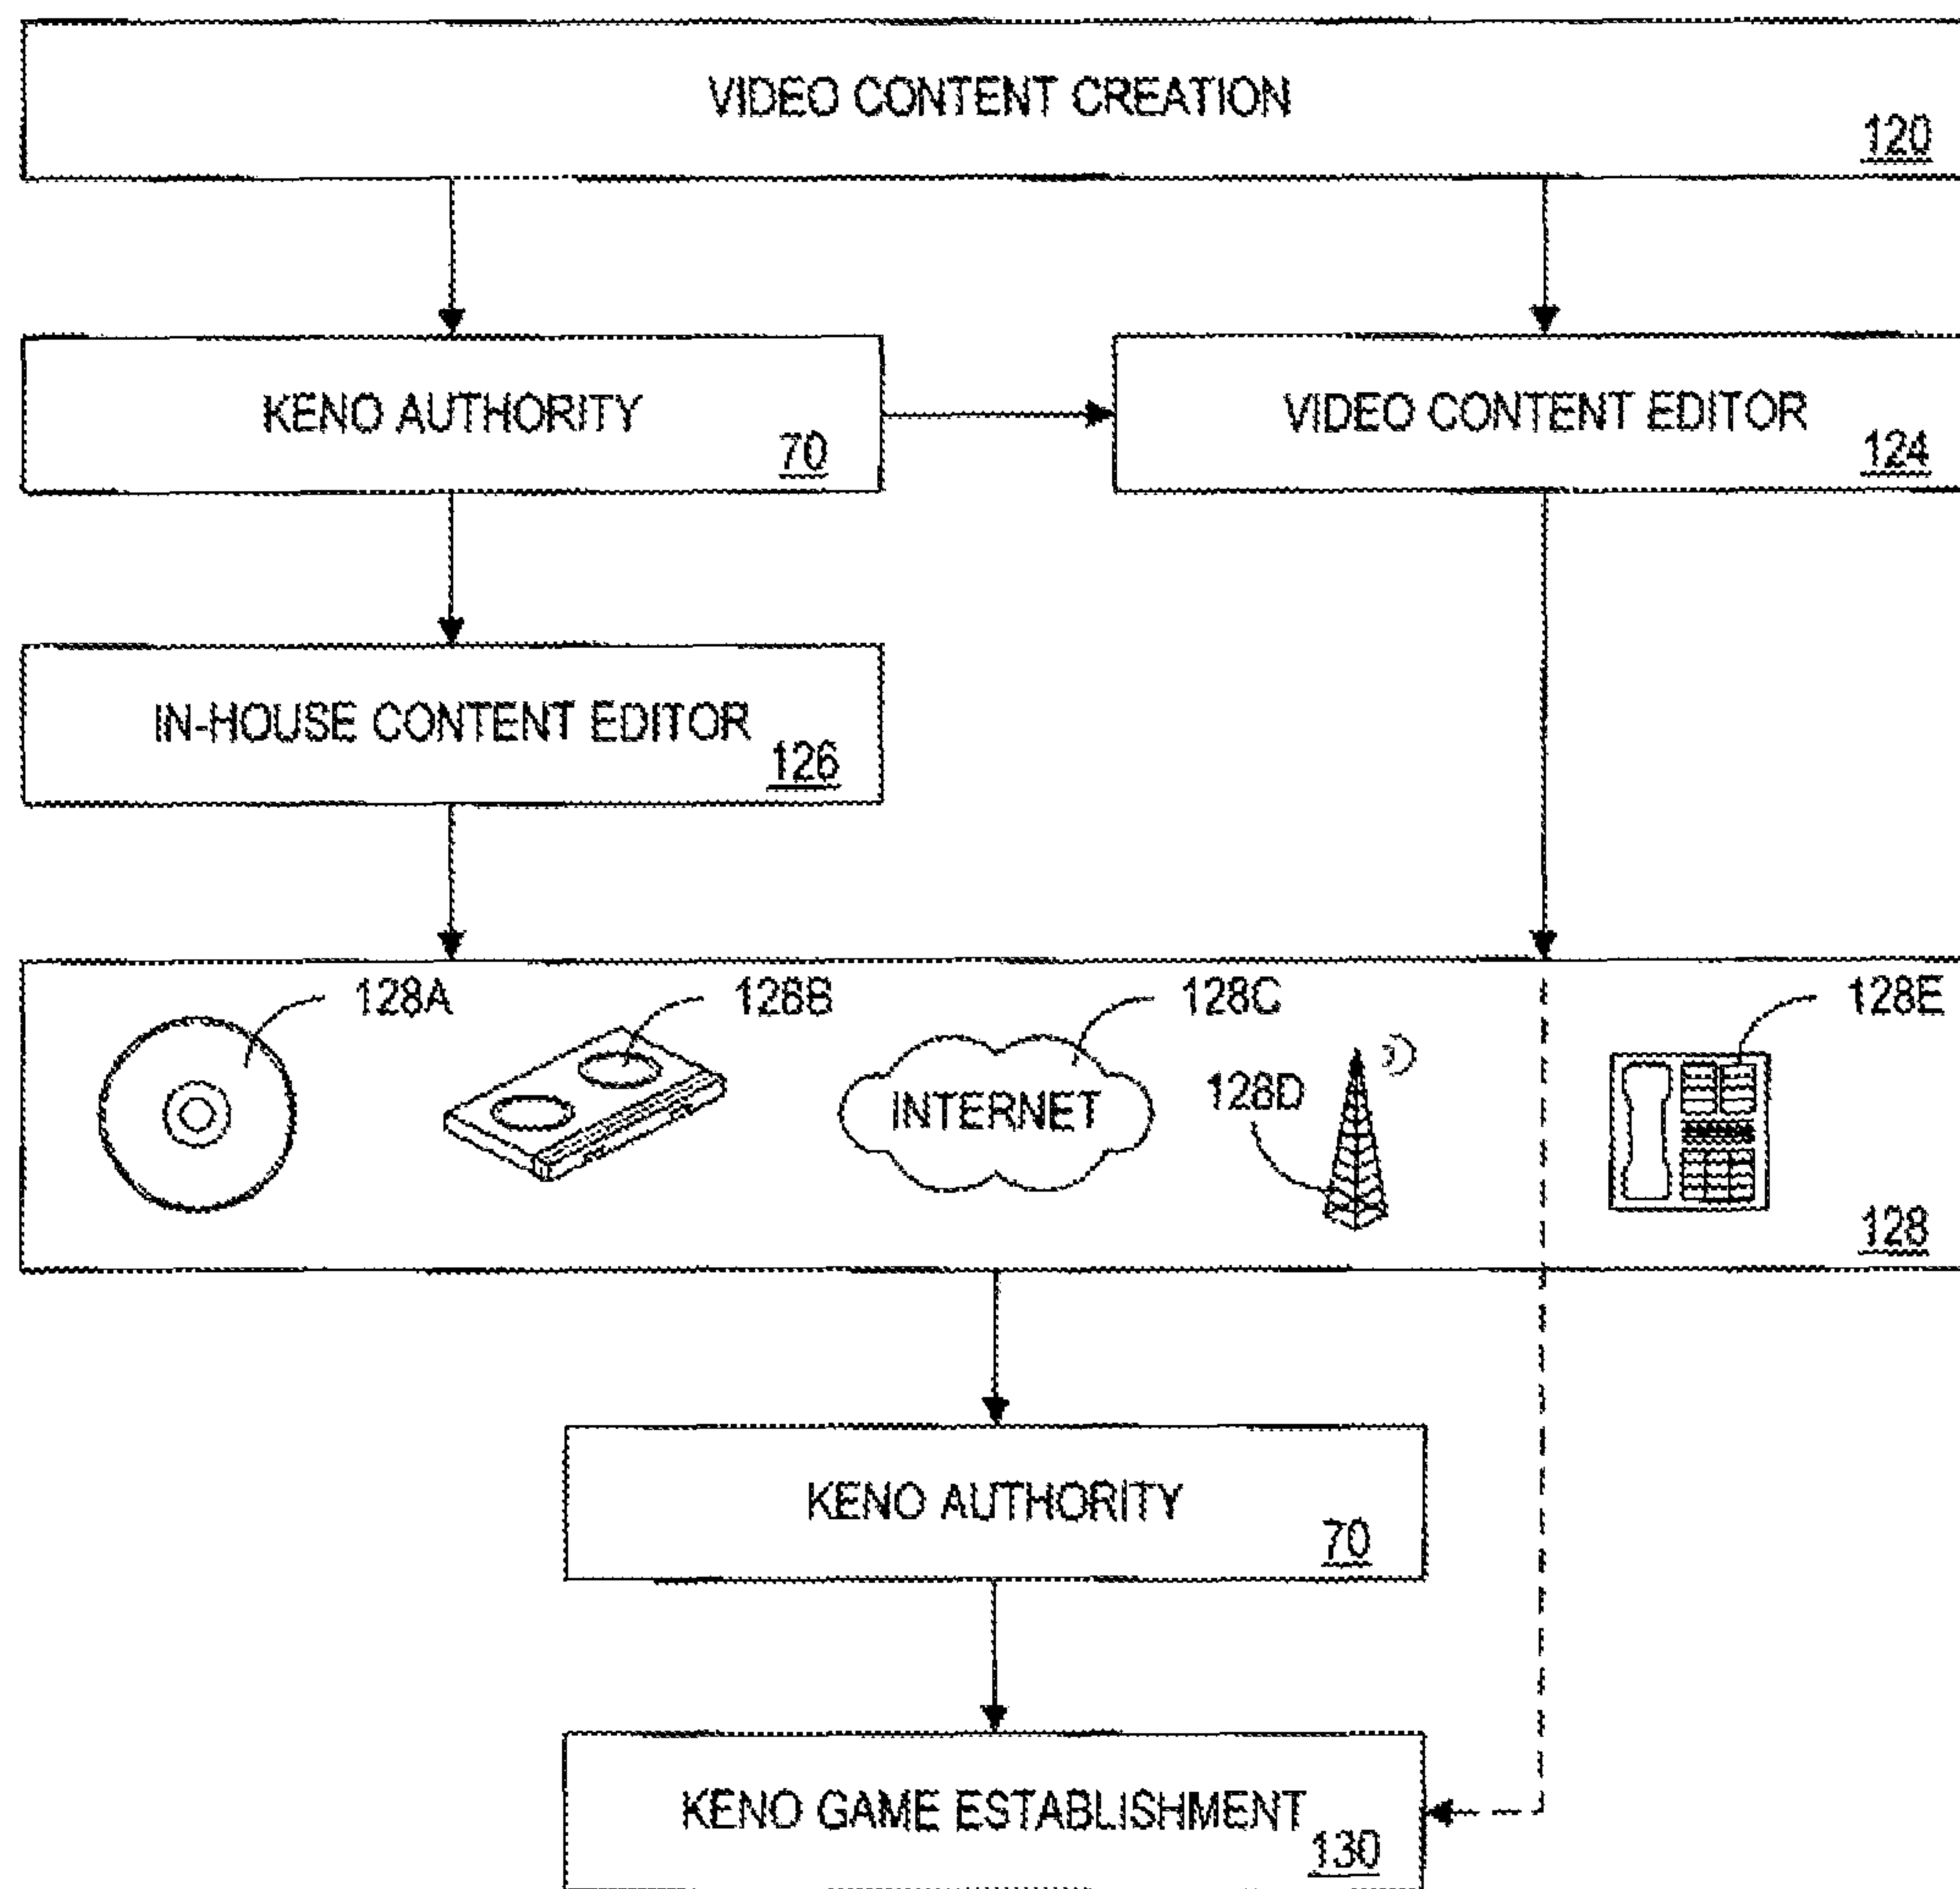 VIDEO CONTENT CREATION
120
KENO AUTHORITY
70
VIDEO CONTENT EDITOR
124
IN-HOUSE CONTENT EDITOR
126
128A
128B
128C
128E
INTERNET
128D
128
KENO AUTHORITY
70
KENO GAME ESTABLISHMENT
130